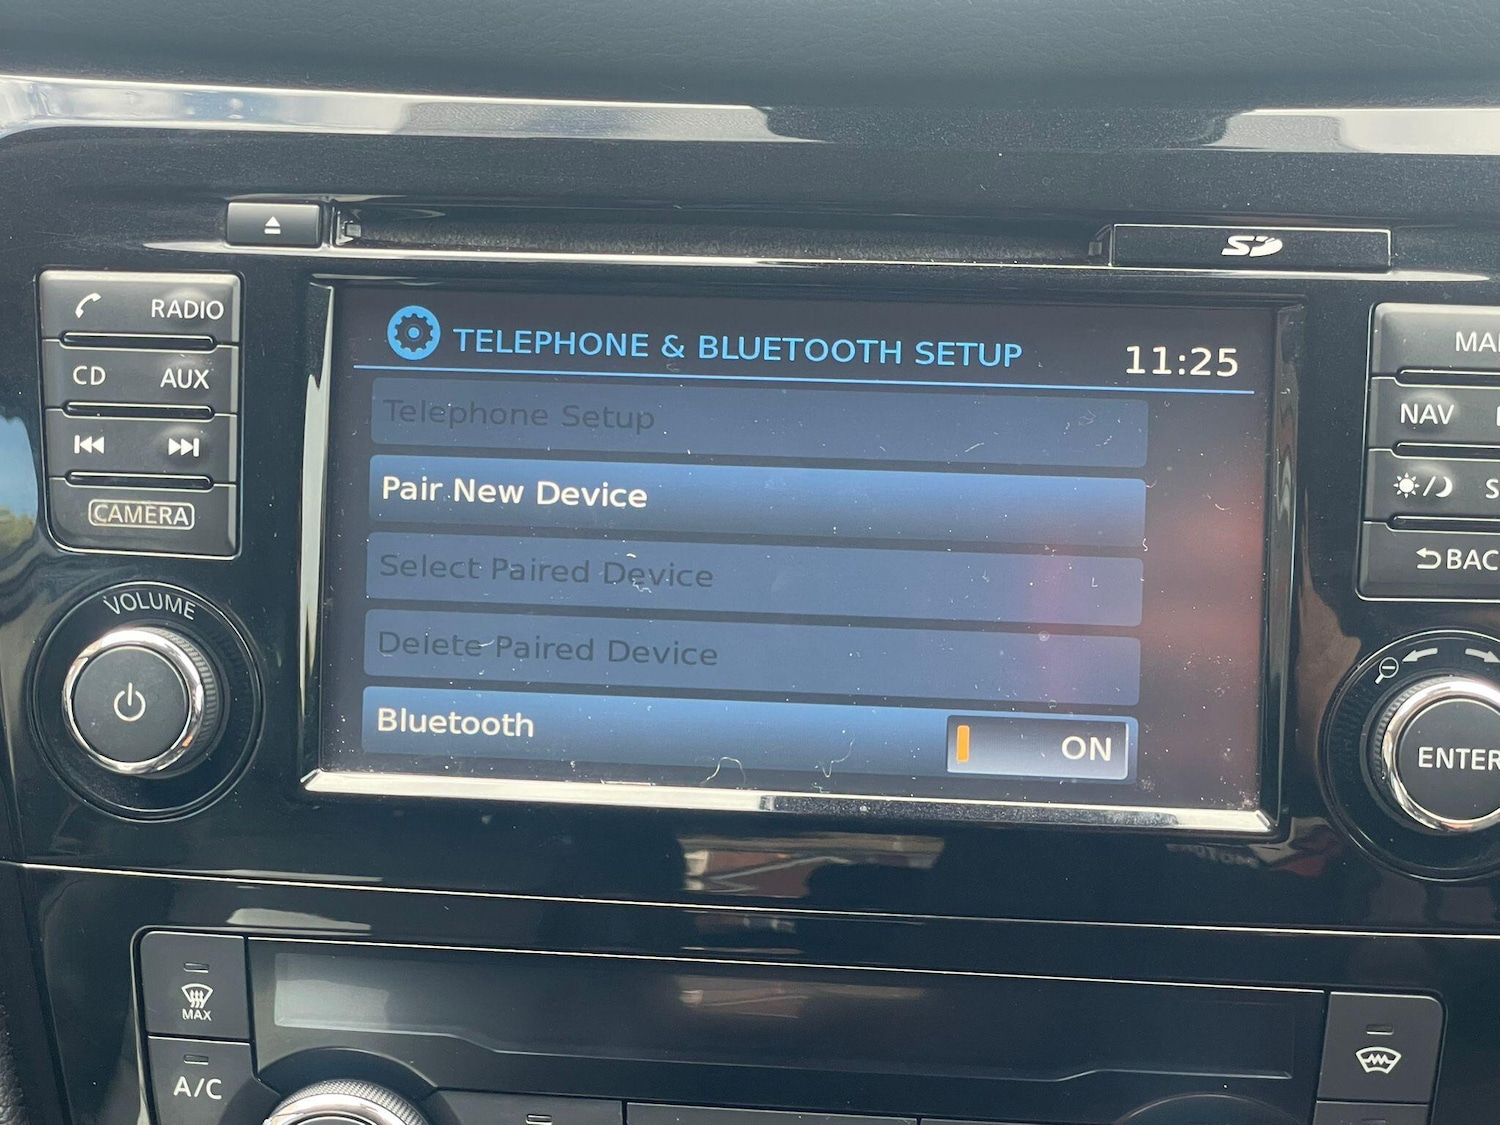 SD
RADIO
CD AUX
CAMERA
VOLUME
TELEPHONE & BLUETOOTH SETUP
11:25
Telephone Setup
Pair New Device
Select Paired Device
Delete Paired Device
Bluetooth
ON
NAV
ENTER
MAX
A/C